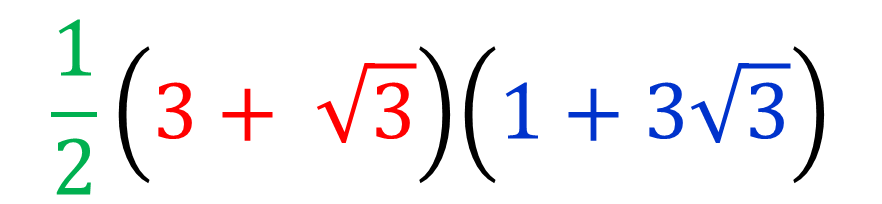 ½(3 + √3)(1 + 3√3)